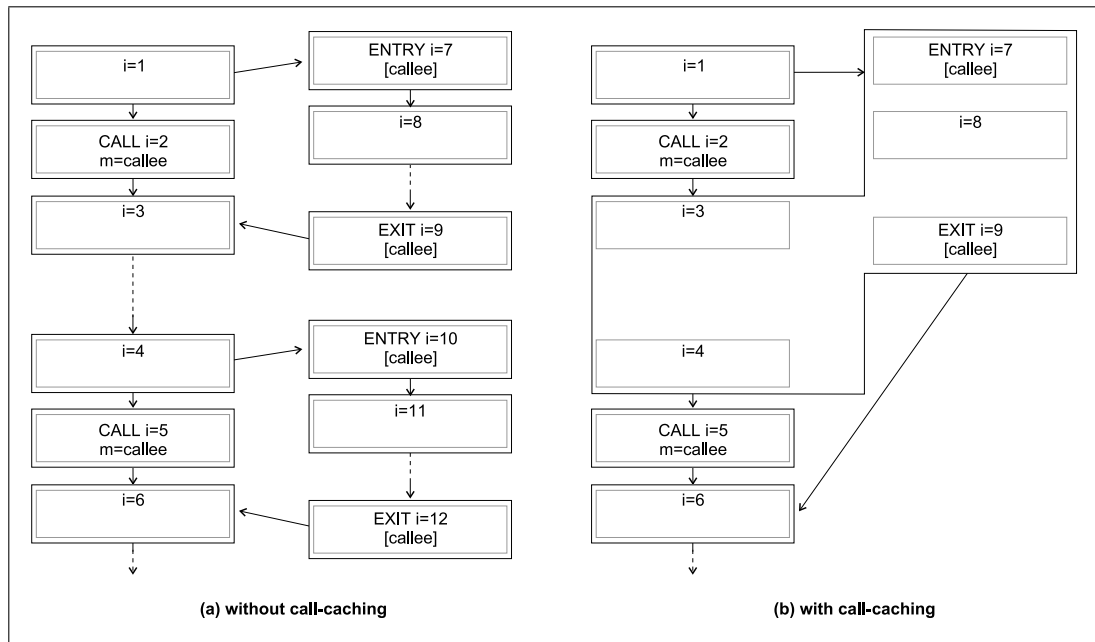 i=1
CALL i=2
m=callee
i=3
i=4
CALL i=5
m=callee
i=6
ENTRY i=7
[callee]
i=8
EXIT i=9
[callee]
ENTRY i=10
[callee]
i=11
EXIT i=12
[callee]
(a) without call-caching
i=1
CALL i=2
m=callee
i=3
i=4
CALL i=5
m=callee
i=6
ENTRY i=7
[callee]
i=8
EXIT i=9
[callee]
(b) with call-caching